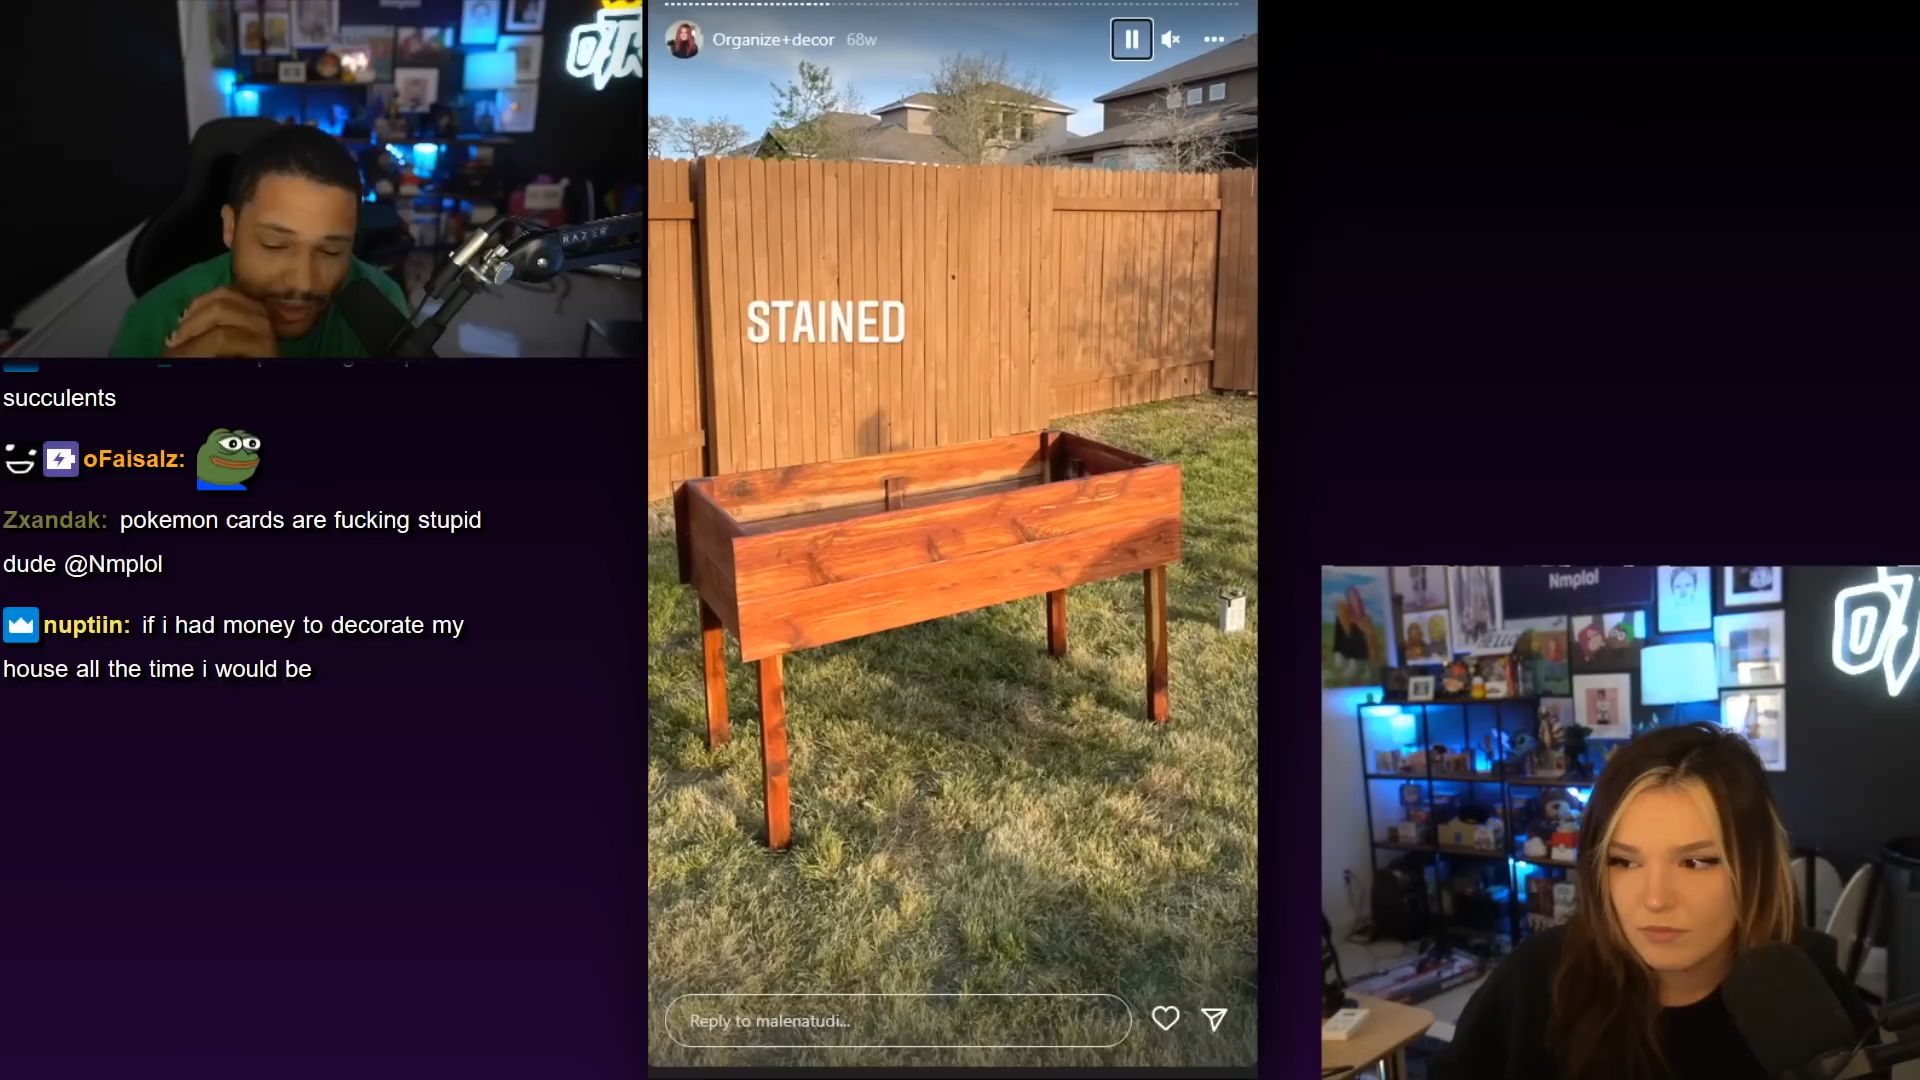 Organize+decor 68w
RAZER
STAINED
succulents
oFaisalz:
Zxandak: pokemon cards are fucking stupid
dude @Nmplol
nuptiin: if i had money to decorate my
house all the time i would be
Nmplol
Reply to malenatudi...